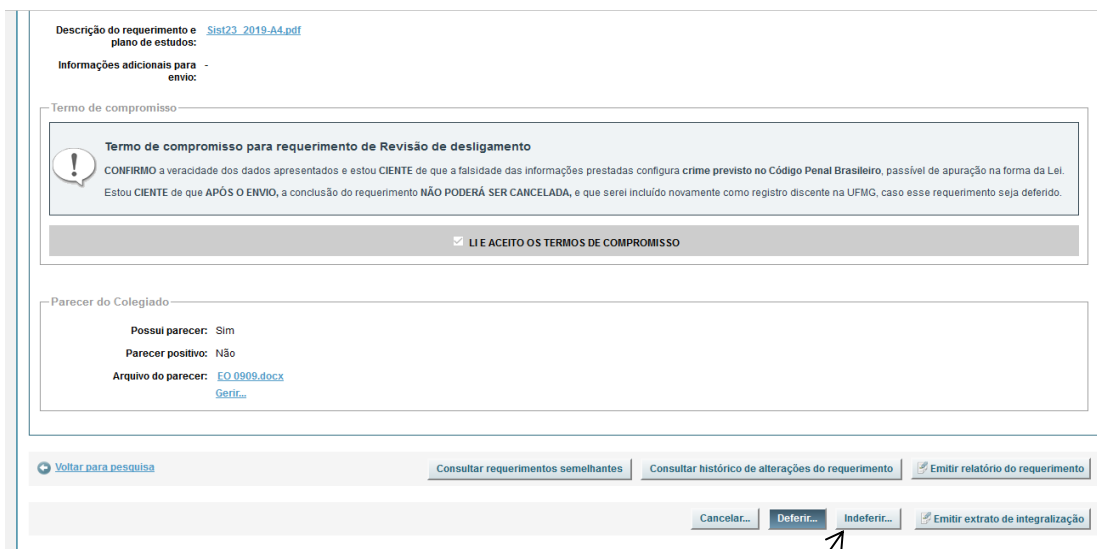 Descrição do requerimento e plano de estudos: Sist23_2019-A4.pdf
Informações adicionais para envio: -
Termo de compromisso
Termo de compromisso para requerimento de Revisão de desligamento
CONFIRMO a veracidade dos dados apresentados e estou CIENTE de que a falsidade das informações prestadas configura crime previsto no Código Penal Brasileiro, passível de apuração na forma da Lei.
Estou CIENTE de que APÓS O ENVIO, a conclusão do requerimento NÃO PODERÁ SER CANCELADA, e que serei incluído novamente como registro discente na UFMG, caso esse requerimento seja deferido.
LI E ACEITO OS TERMOS DE COMPROMISSO
Parecer do Colegiado
Possui parecer: Sim
Parecer positivo: Não
Arquivo do parecer: EO 0909.docx
Gerir...
Voltar para pesquisa Consultar requerimentos semelhantes Consultar histórico de alterações do requerimento Emitir relatório do requerimento
Cancelar... Deferir... Indeferir... Emitir extrato de integralização